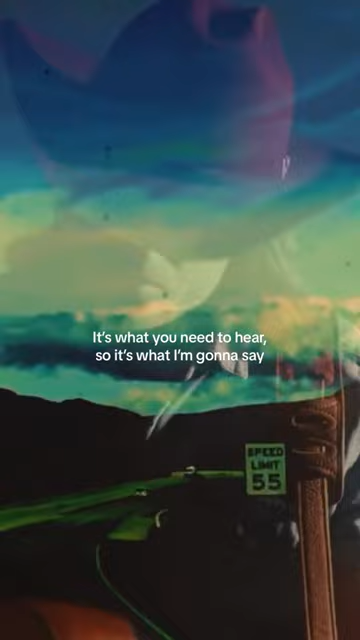 It's what you need to hear,
so it's what I'm gonna say
SPEED
LIMIT
55